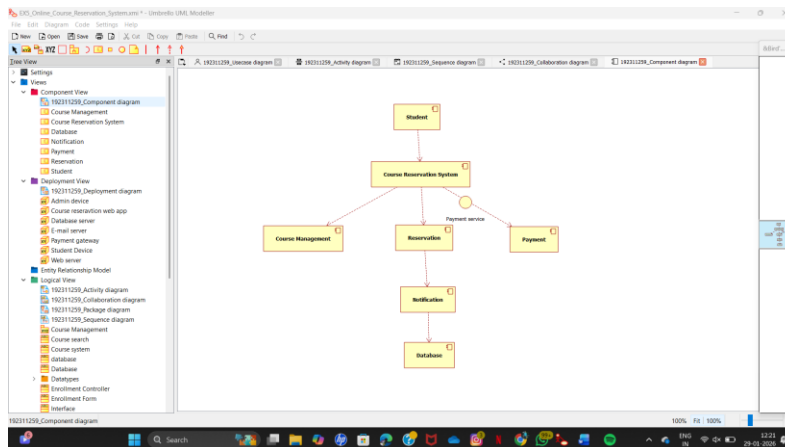 EX5_Online_Course_Reservation_System.xmi * - Umbrello UML Modeller
File Edit Diagram Code Settings Help
New Open Save Cut Copy Paste Find
XYZ
Tree View
192311259_Usecase diagram 192311259_Activity diagram 192311259_Sequence diagram 192311259_Collaboration diagram 192311259_Component diagram
Settings
Views
Component View
192311259_Component diagram
Course Management
Course Reservation System
Database
Notification
Payment
Reservation
Student
Deployment View
192311259_Deployment diagram
Admin device
Course reseravtion web app
Database server
E-mail server
Payment gateway
Student Device
Web server
Entity Relationship Model
Logical View
192311259_Activity diagram
192311259_Collaboration diagram
192311259_Package diagram
192311259_Sequence diagram
Course Management
Course search
Course system
database
Database
Datatypes
Enrollment Controller
Enrollment Form
Interface
Student
Course Reservation System
Payment service
Course Management
Reservation
Payment
Notification
Database
192311259_Component diagram
100% Fit 100%
Search
ENG
IN
12:21
29-01-2026